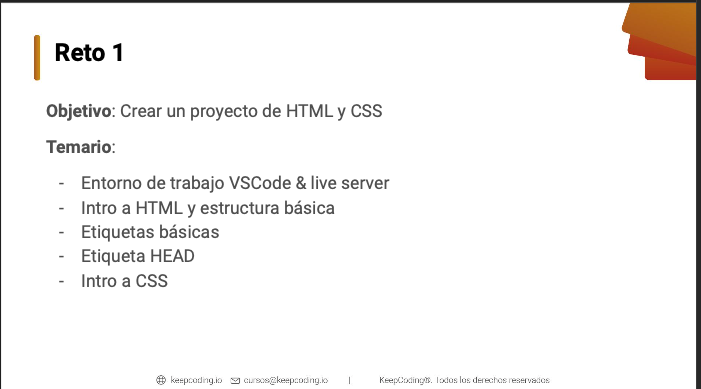 Reto 1
Objetivo: Crear un proyecto de HTML y CSS
Temario:
- Entorno de trabajo VSCode & live server
- Intro a HTML y estructura básica
- Etiquetas básicas
- Etiqueta HEAD
- Intro a CSS
keepcoding.io cursos@keepcoding.io | KeepCoding®. Todos los derechos reservados